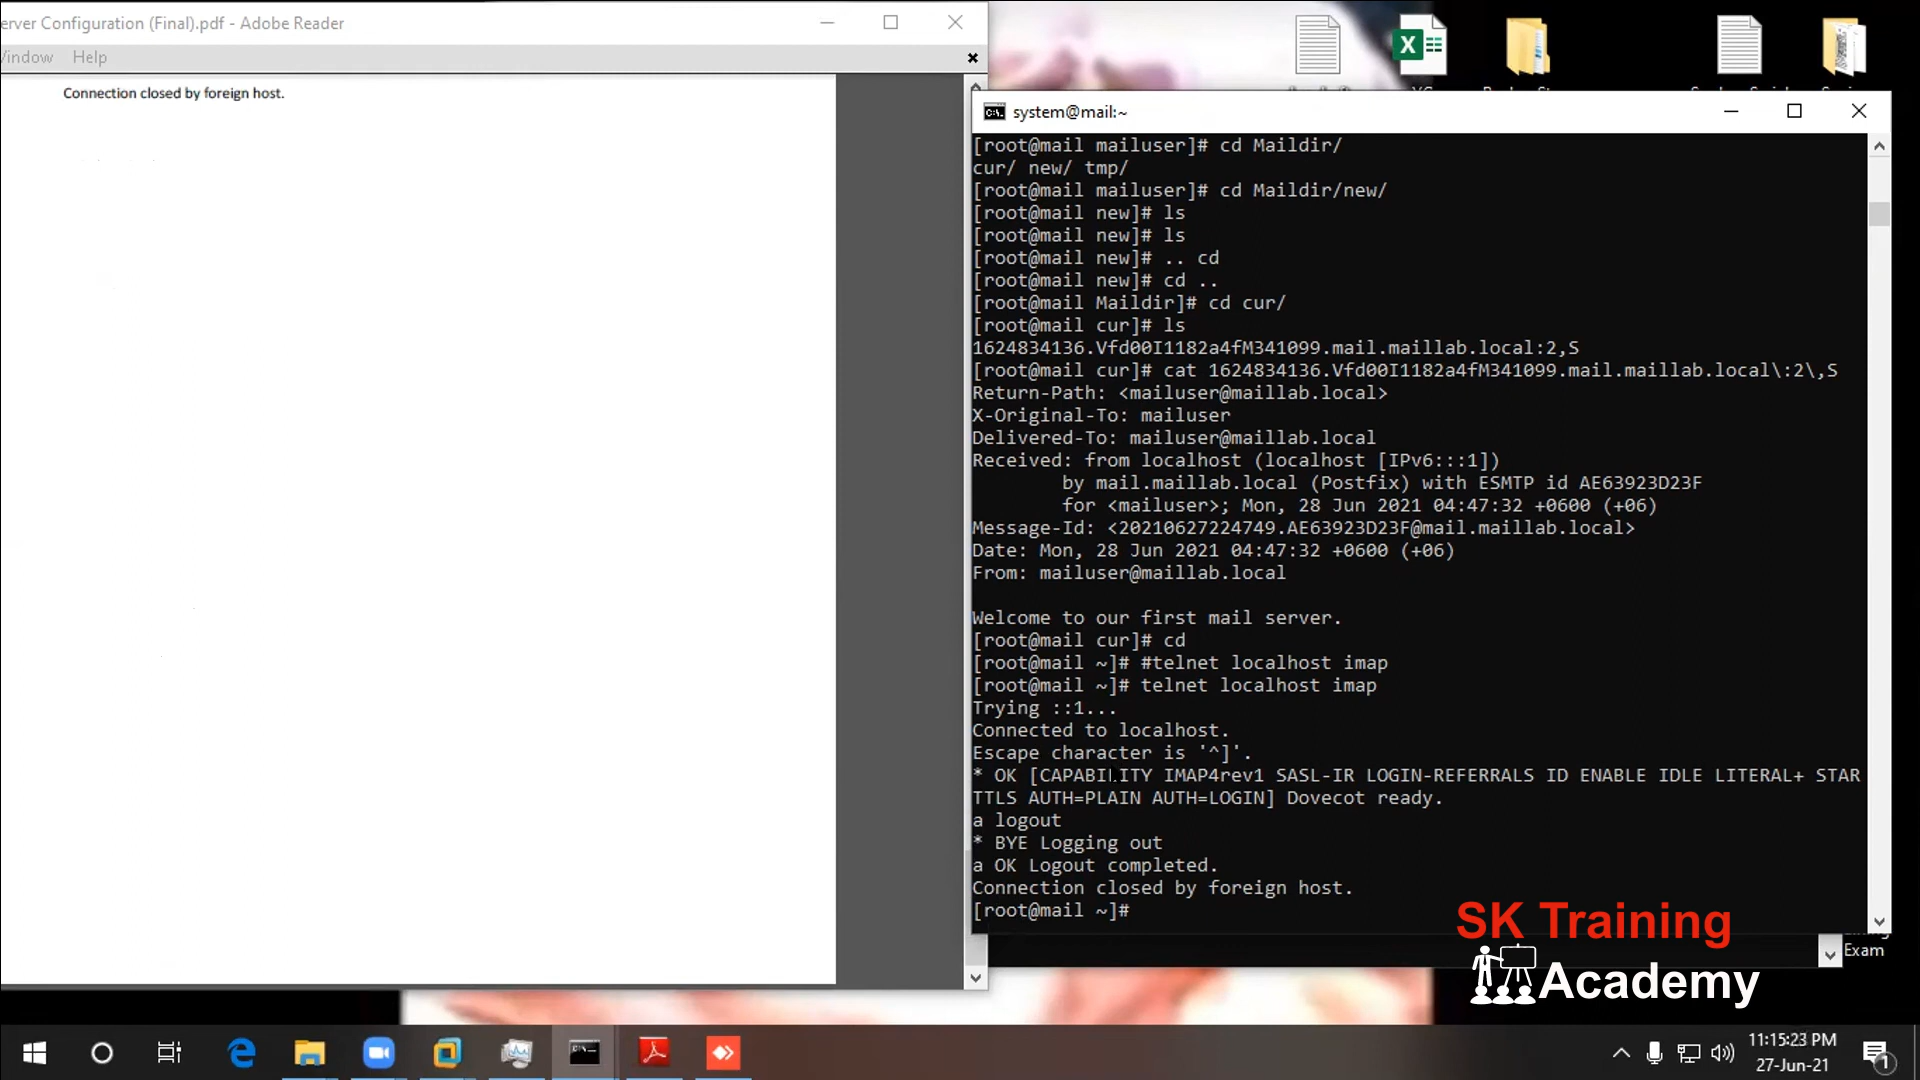 erver Configuration (Final).pdf - Adobe Reader
Window Help
Connection closed by foreign host.
system@mail:~
[root@mail mailuser]# cd Maildir/
cur/ new/ tmp/
[root@mail mailuser]# cd Maildir/new/
[root@mail new]# ls
[root@mail new]# ls
[root@mail new]# .. cd
[root@mail new]# cd ..
[root@mail Maildir]# cd cur/
[root@mail cur]# ls
1624834136.Vfd00I1182a4fM341099.mail.maillab.local:2,S
[root@mail cur]# cat 1624834136.Vfd00I1182a4fM341099.mail.maillab.local\:2\,S
Return-Path: <mailuser@maillab.local>
X-Original-To: mailuser
Delivered-To: mailuser@maillab.local
Received: from localhost (localhost [IPv6:::1])
by mail.maillab.local (Postfix) with ESMTP id AE63923D23F
for <mailuser>; Mon, 28 Jun 2021 04:47:32 +0600 (+06)
Message-Id: <20210627224749.AE63923D23F@mail.maillab.local>
Date: Mon, 28 Jun 2021 04:47:32 +0600 (+06)
From: mailuser@maillab.local
Welcome to our first mail server.
[root@mail cur]# cd
[root@mail ~]# #telnet localhost imap
[root@mail ~]# telnet localhost imap
Trying ::1...
Connected to localhost.
Escape character is '^]'.
* OK [CAPABILITY IMAP4rev1 SASL-IR LOGIN-REFERRALS ID ENABLE IDLE LITERAL+ STAR
TTLS AUTH=PLAIN AUTH=LOGIN] Dovecot ready.
a logout
* BYE Logging out
a OK Logout completed.
Connection closed by foreign host.
[root@mail ~]#
Exam
SK Training
Academy
11:15:23 PM
27-Jun-21
1